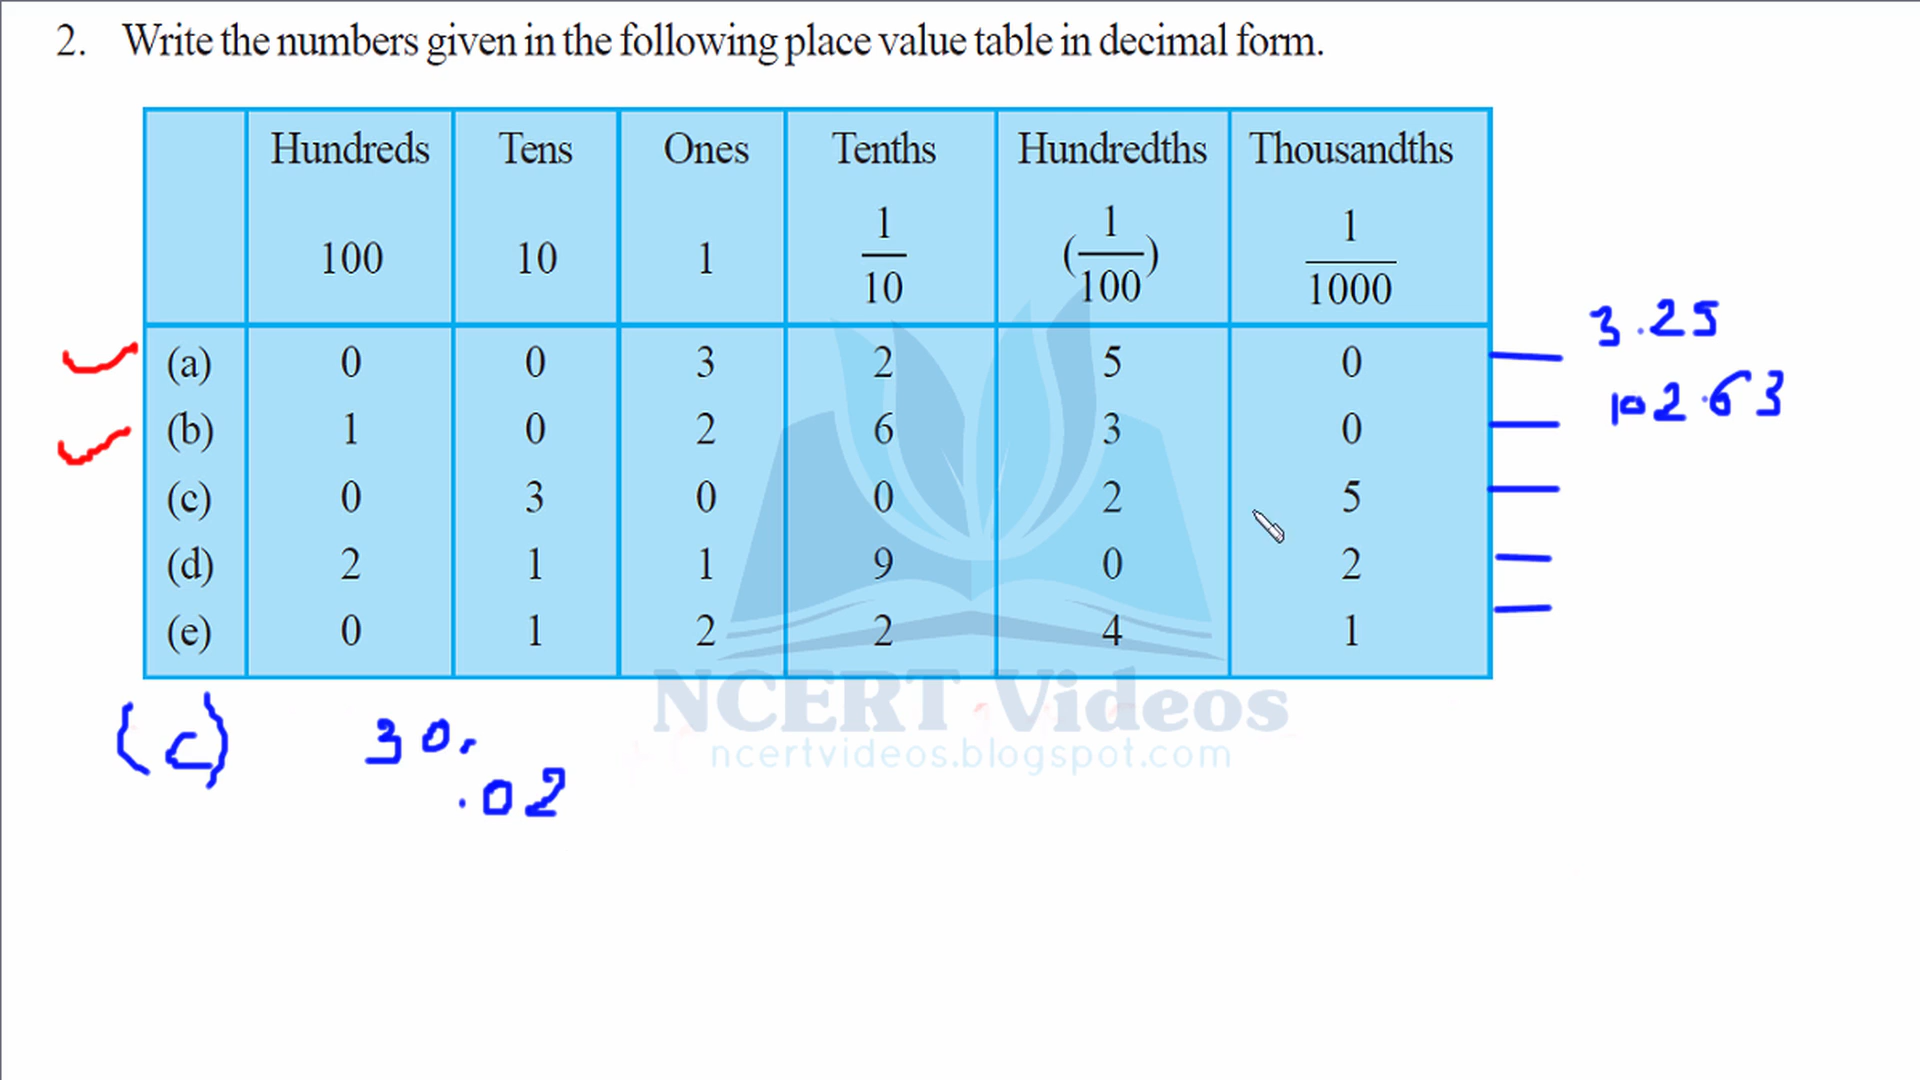 2. Write the numbers given in the following place value table in decimal form.
Hundreds Tens Ones Tenths Hundredths Thousandths
100 10 1 1/10 (1/100) 1/1000
(a) 0 0 3 2 5 0 3.25
(b) 1 0 2 6 3 0 102.63
(c) 0 3 0 0 2 5
(d) 2 1 1 9 0 2
(e) 0 1 2 2 4 1
NCERT Videos
(c) 30.
ncertvideos.blogspot.com
.02